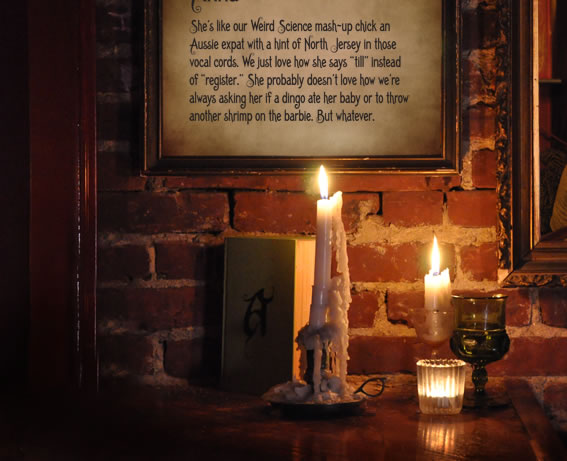 She's like our Weird Science mash-up chick an
Aussie expat with a hint of North Jersey in those
vocal cords. We just love how she says "till" instead
of "register." She probably doesn't love how we're
always asking her if a dingo ate her baby or to throw
another shrimp on the barbie. But whatever.